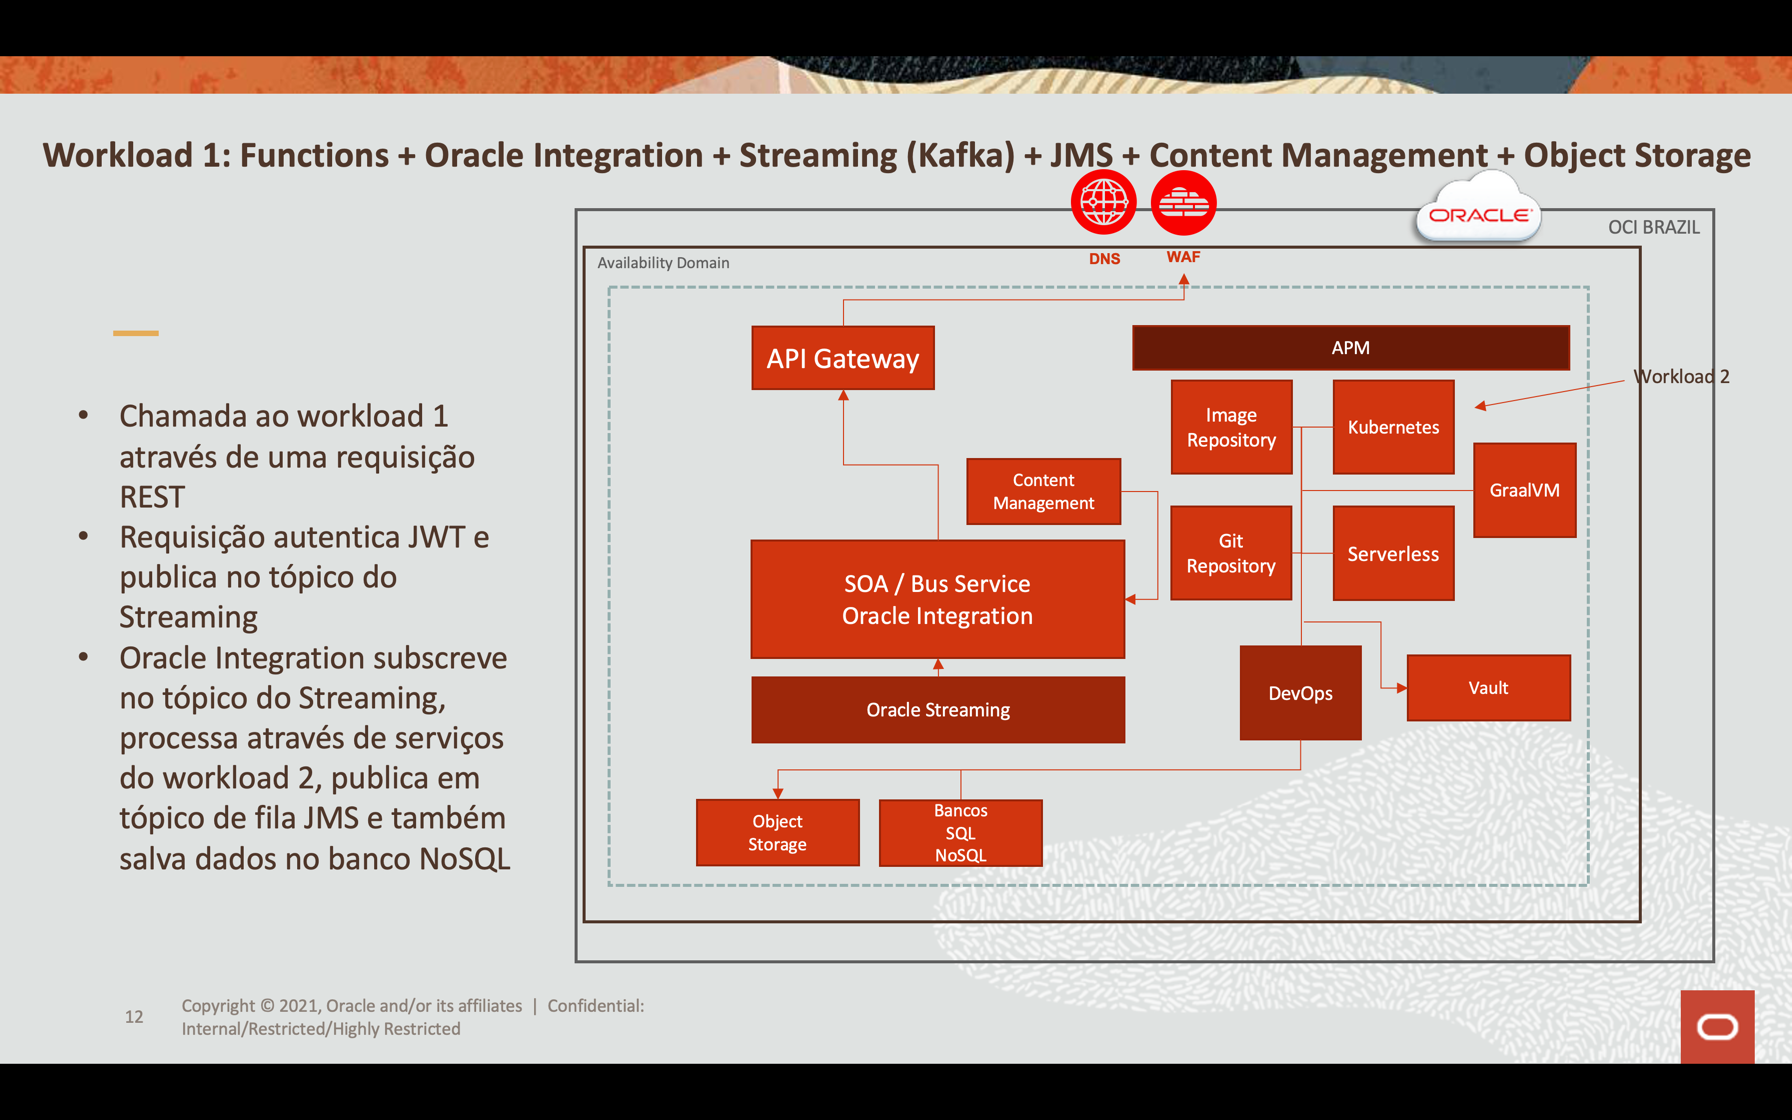 Workload 1: Functions + Oracle Integration + Streaming (Kafka) + JMS + Content Management + Object Storage
• Chamada ao workload 1
através de uma requisição
REST
• Requisição autentica JWT e
publica no tópico do
Streaming
• Oracle Integration subscreve
no tópico do Streaming,
processa através de serviços
do workload 2, publica em
tópico de fila JMS e também
salva dados no banco NoSQL
DNS
WAF
ORACLE
OCI BRAZIL
Availability Domain
API Gateway
APM
Workload 2
Image
Repository
Kubernetes
Content
Management
GraalVM
Git
Repository
Serverless
SOA / Bus Service
Oracle Integration
Oracle Streaming
DevOps
Vault
Object
Storage
Bancos
SQL
NoSQL
12
Copyright © 2021, Oracle and/or its affiliates | Confidential:
Internal/Restricted/Highly Restricted